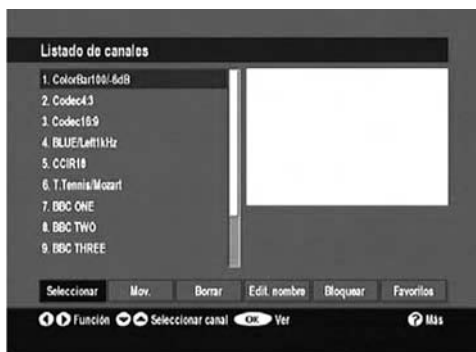 Listado de canales
1. ColorBar100/-6dB
2. Codec4:3
3. Codec16:9
4. BLUE/Left1kHz
5. CCIR18
6. T.Tennis/Mozart
7. BBC ONE
8. BBC TWO
9. BBC THREE
Seleccionar Mov. Borrar Edit. nombre Bloquear Favoritos
Función Seleccionar canal OK Ver ? Más